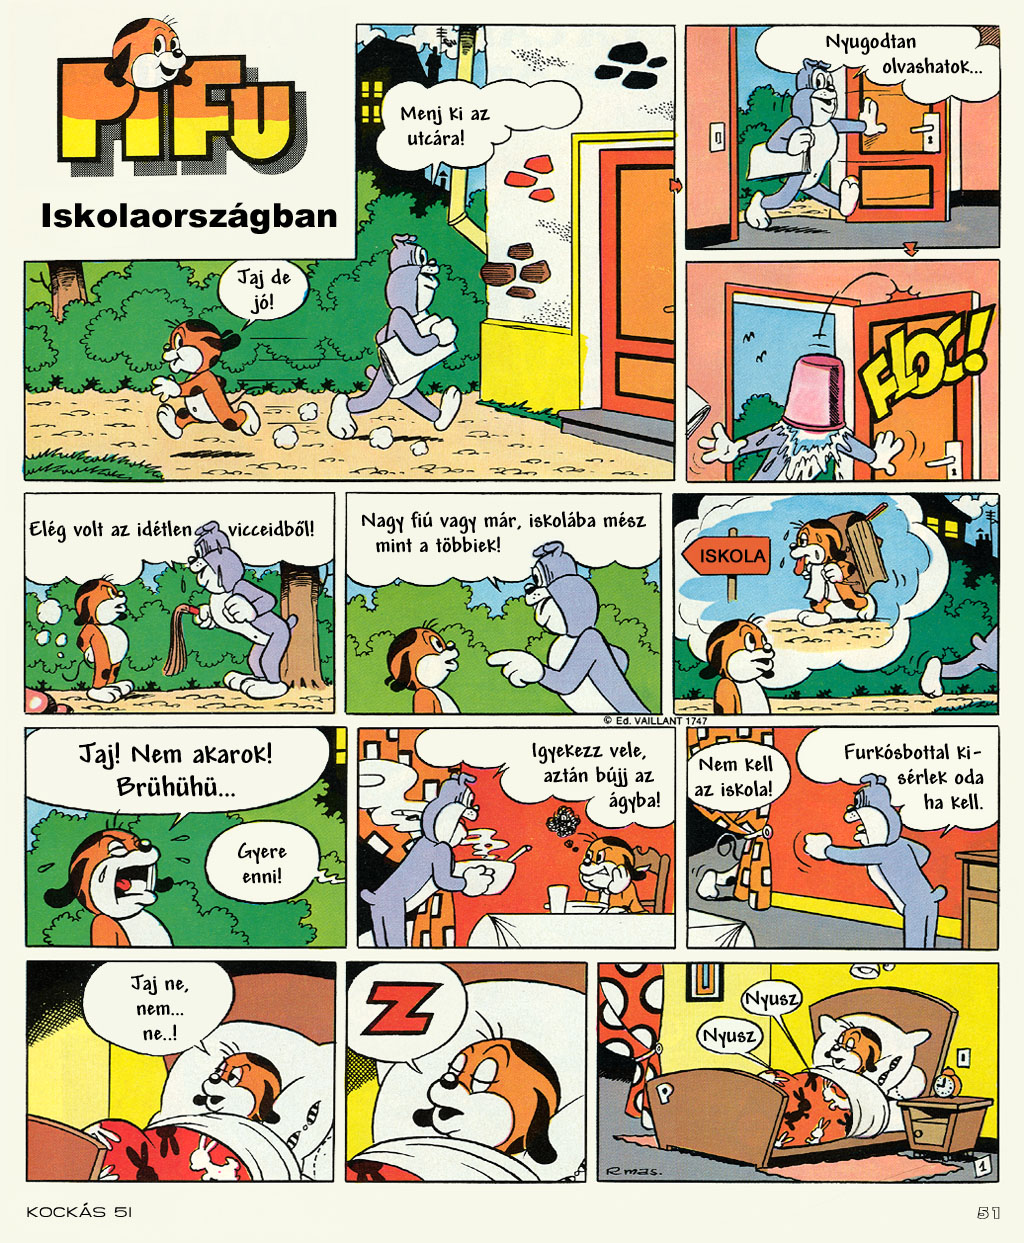 PIFU
Iskolaországban
Menj ki az
utcára!
Jaj de
jó!
Nyugodtan
olvashatok...
FLOC!
Elég volt az idétlen vicceidből!
Nagy fiú vagy már, iskolába mész
mint a többiek!
ISKOLA
© Ed. VAILLANT 1747
Jaj! Nem akarok!
Brühühü...
Gyere
enni!
Igyekezz vele,
aztán bújj az
ágyba!
Nem kell
az iskola!
Furkósbottal ki-
sérlek oda
ha kell.
Jaj ne,
nem...
ne..!
Z
Nyusz
Nyusz
P
R mas.
1
KOCKÁS 51
51